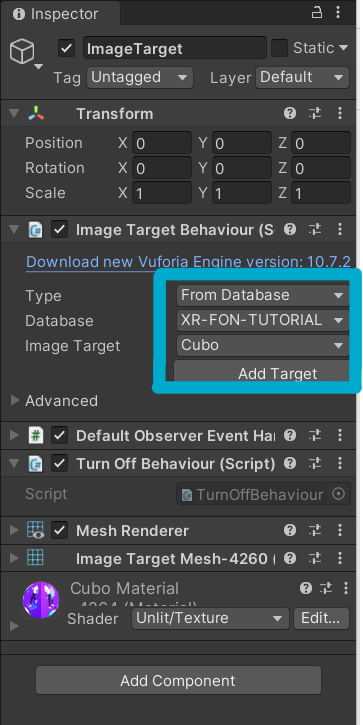 Inspector
ImageTarget Static
Tag Untagged Layer Default
Transform
Position X 0 Y 0 Z 0
Rotation X 0 Y 0 Z 0
Scale X 1 Y 1 Z 1
Image Target Behaviour (S
Download new Vuforia Engine version: 10.7.2
Type From Database
Database XR-FON-TUTORIAL
Image Target Cubo
Add Target
Advanced
Default Observer Event Han
Turn Off Behaviour (Script)
Script TurnOffBehaviour
Mesh Renderer
Image Target Mesh-4260 (
Cubo Material
4264 (Material)
Shader Unlit/Texture Edit...
Add Component